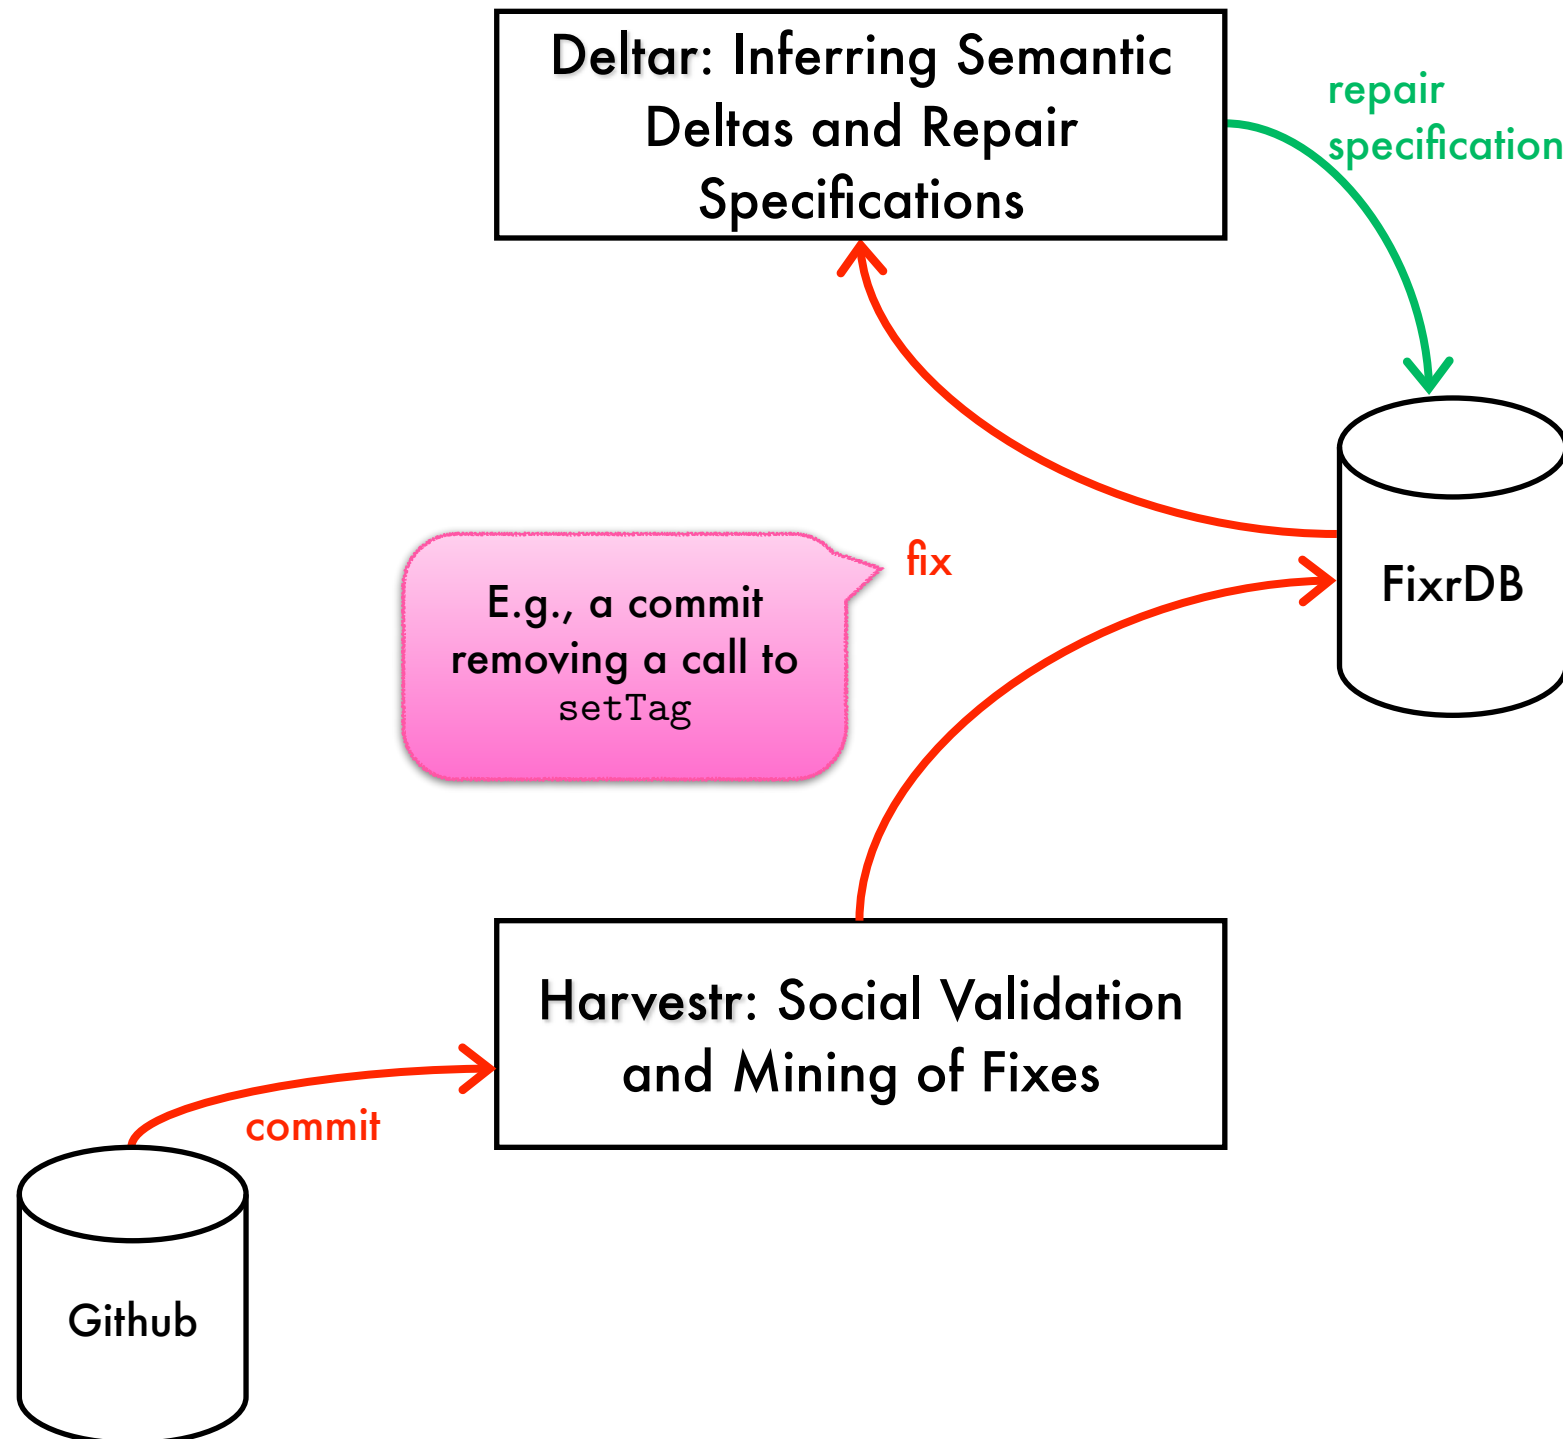 Deltar: Inferring Semantic
Deltas and Repair
Specifications
repair
specification
fix
E.g., a commit
removing a call to
setTag
FixrDB
Harvestr: Social Validation
and Mining of Fixes
commit
Github